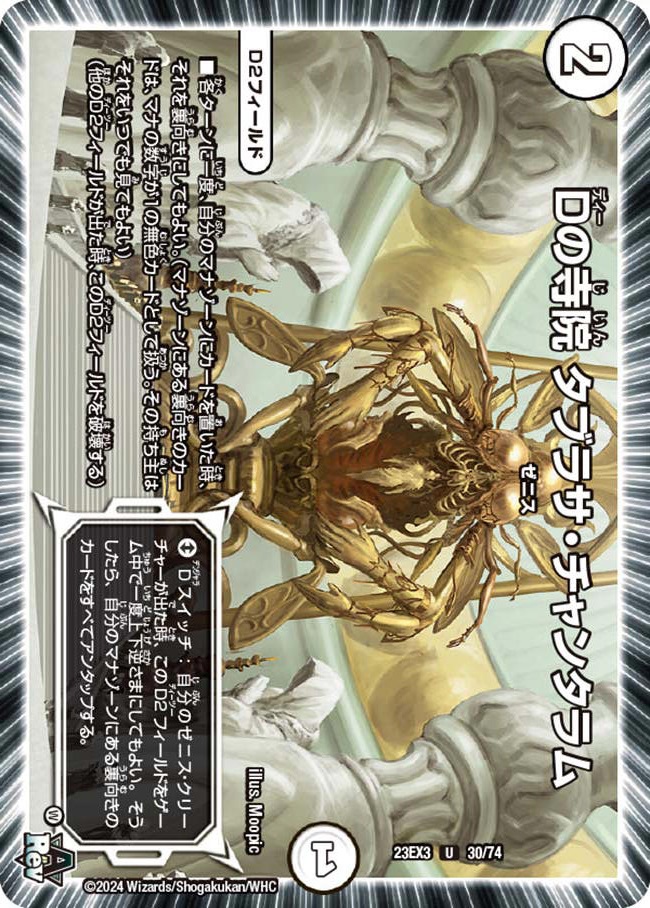 2
Dの寺院 タブラサ・チャンタラム
ディー じいん
ゼニス
D2フィールド
■各ターンに一度、自分のマナゾーンにカードを置いた時、
それを裏向きにしてもよい。(マナゾーンにある裏向きのカー
ドは、マナの数字が1の無色カードとして扱う。その持ち主は
それをいつでも見てもよい)
(他のD2フィールドが出た時、このD2フィールドを破壊する)
Dスイッチ:自分のゼニス・クリー
チャーが出た時、このD2フィールドをゲー
ム中で一度上下逆さまにしてもよい。そう
したら、自分のマナゾーンにある裏向きの
カードをすべてアンタップする。
1
illus. Moopic
23EX3 U 30/74
W
Rev
©2024 Wizards/Shogakukan/WHC